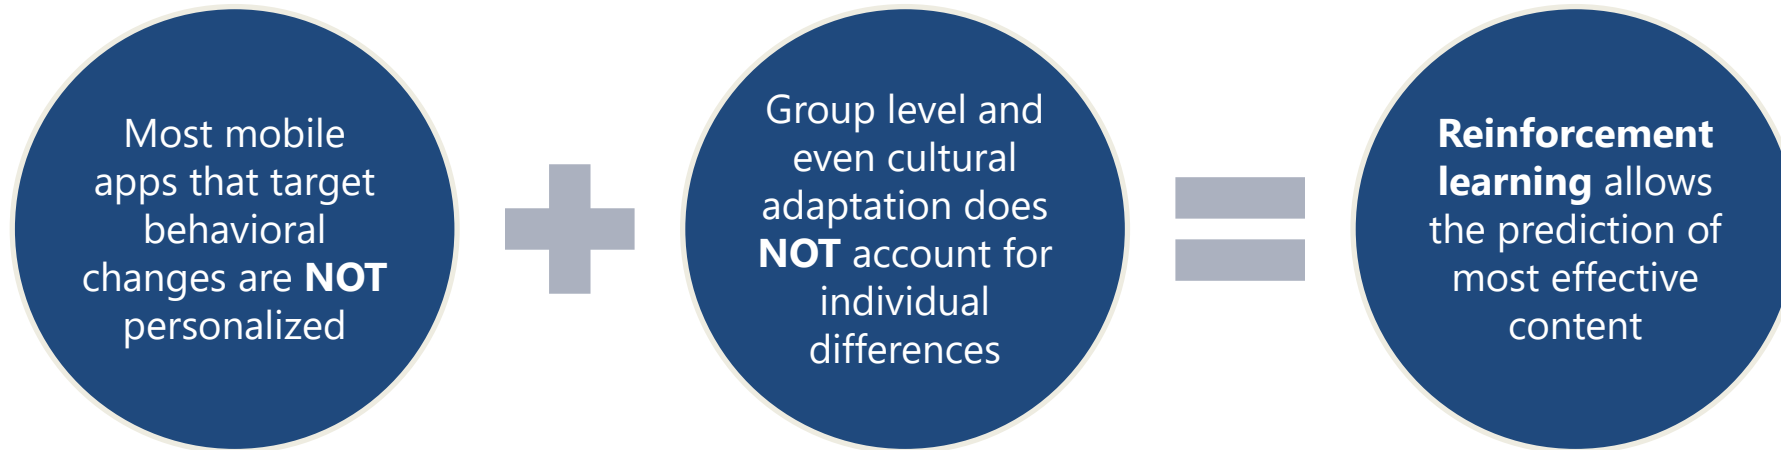 Most mobile
apps that target
behavioral
changes are NOT
personalized
Group level and
even cultural
adaptation does
NOT account for
individual
differences
Reinforcement
learning allows
the prediction of
most effective
content